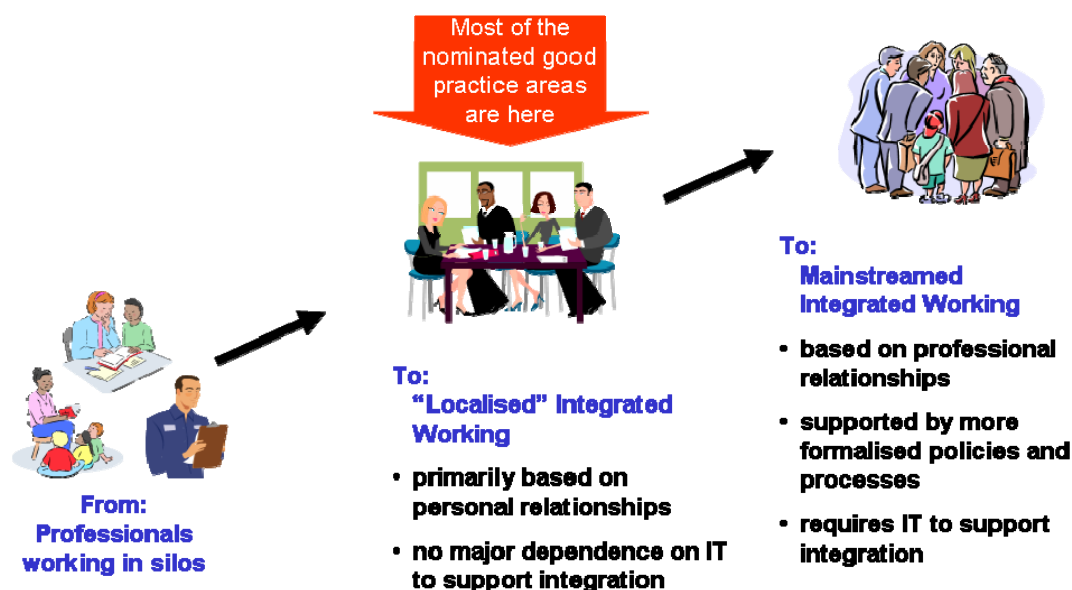 Most of the
nominated good
practice areas
are here
From:
Professionals
working in silos
To:
“Localised” Integrated
Working
• primarily based on
personal relationships
• no major dependence on IT
to support integration
To:
Mainstreamed
Integrated Working
• based on professional
relationships
• supported by more
formalised policies and
processes
• requires IT to support
integration